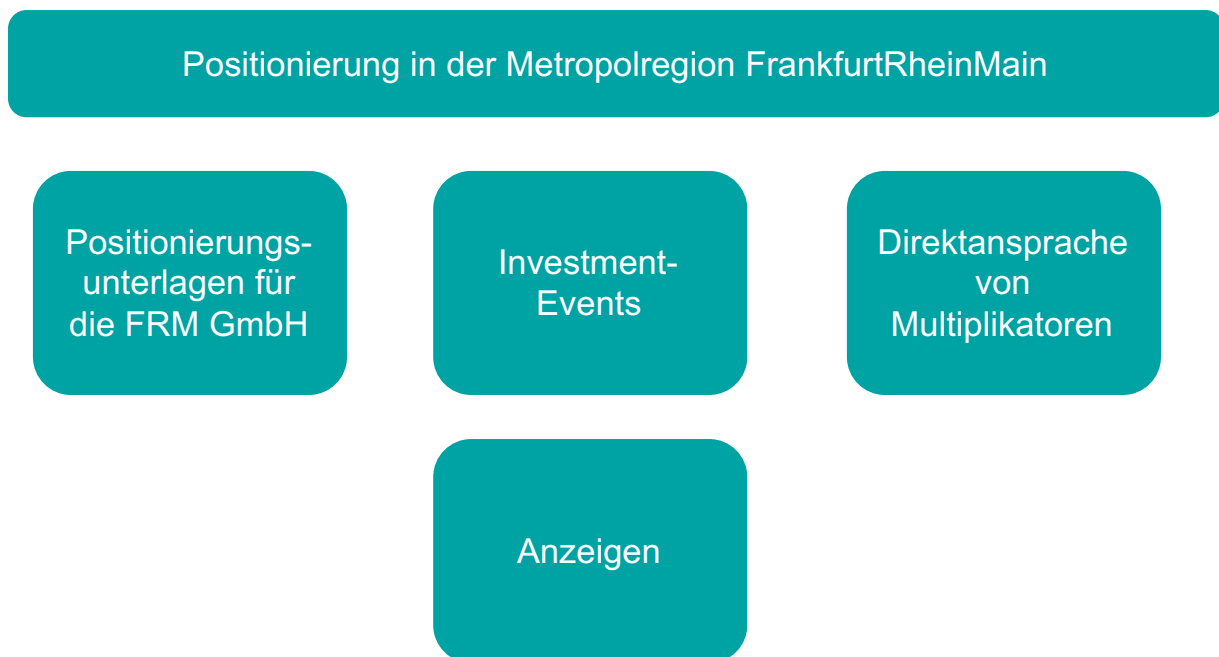 Positionierung in der Metropolregion FrankfurtRheinMain
Positionierungs-
unterlagen für
die FRM GmbH
Investment-
Events
Direktansprache
von
Multiplikatoren
Anzeigen